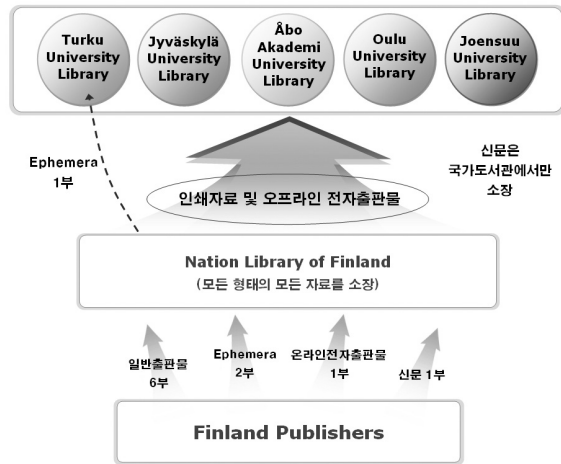 Turku
University
Library
Jyväskylä
University
Library
Åbo
Akademi
University
Library
Oulu
University
Library
Joensuu
University
Library
Ephemera
1부
신문은
국가도서관에서만
소장
인쇄자료 및 오프라인 전자출판물
Nation Library of Finland
(모든 형태의 모든 자료를 소장)
일반출판물
6부
Ephemera
2부
온라인전자출판물
1부
신문 1부
Finland Publishers